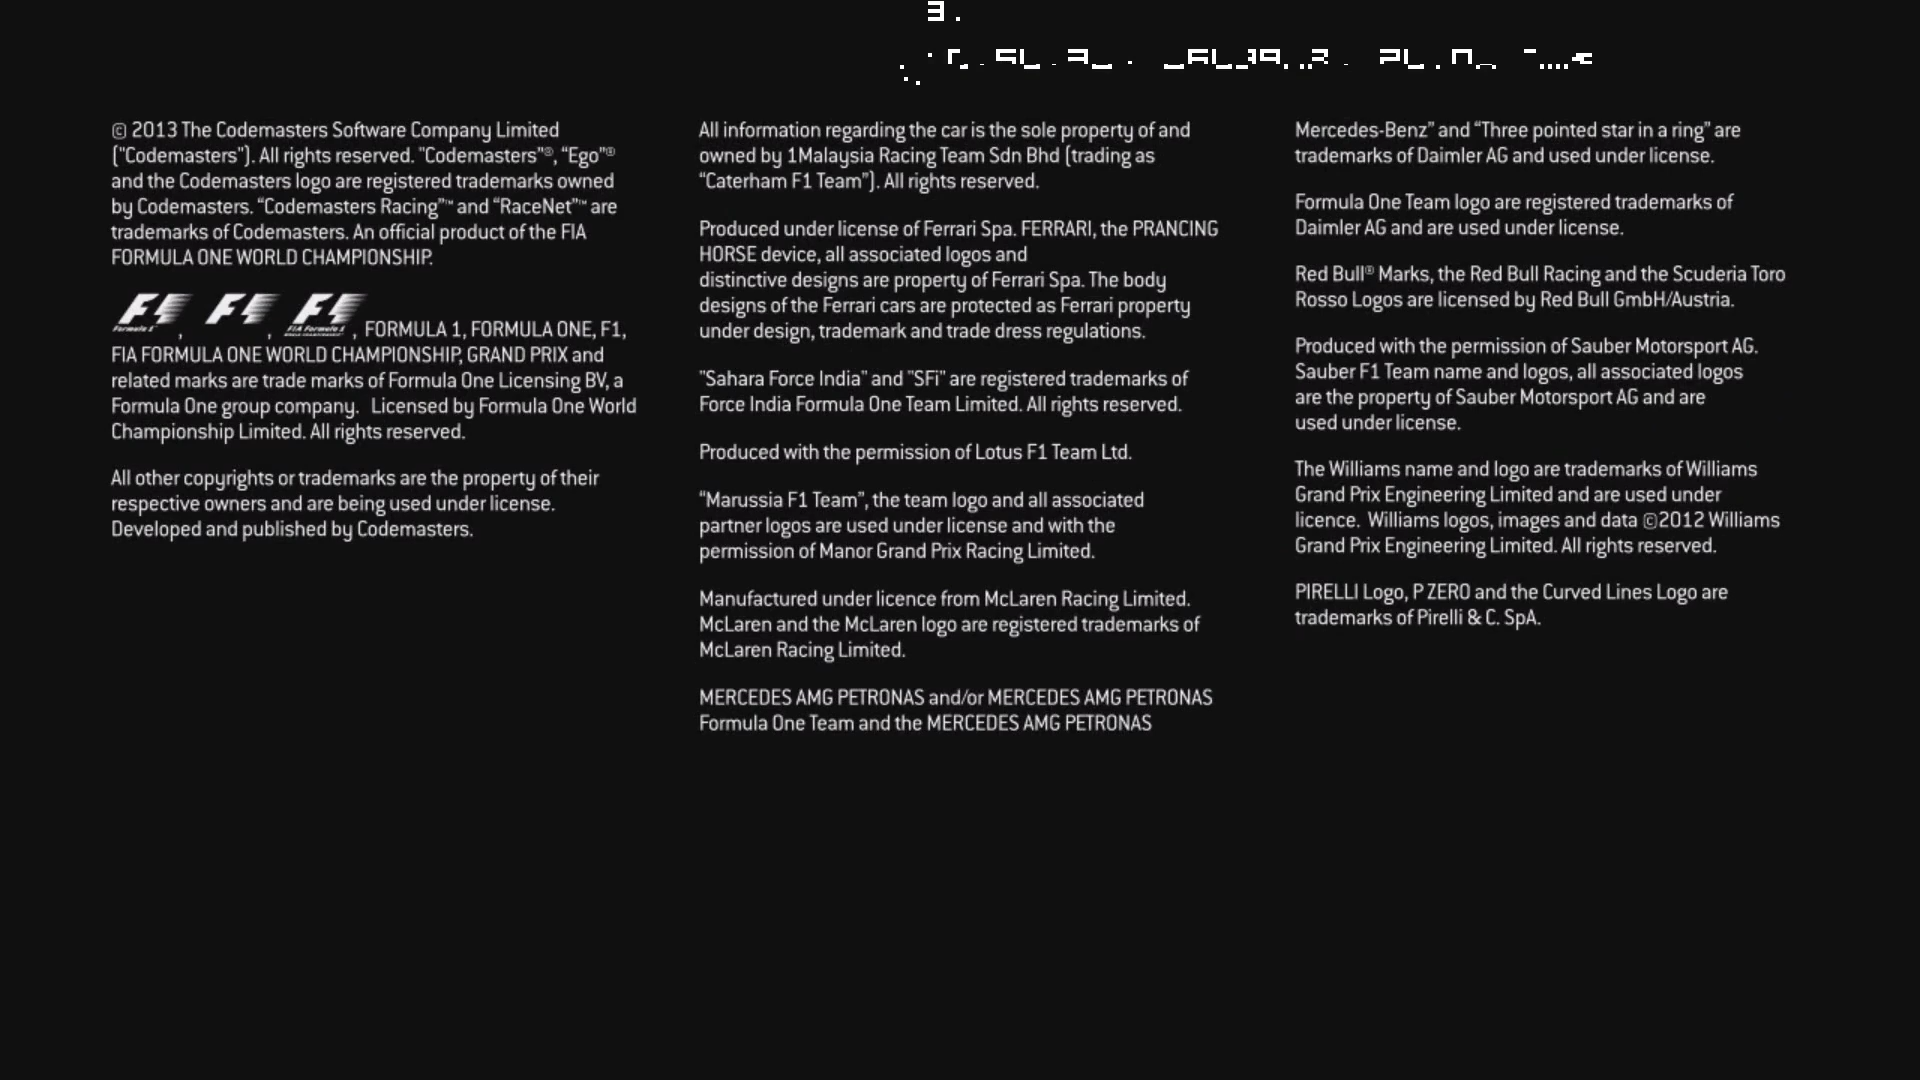 © 2013 The Codemasters Software Company Limited
("Codemasters"). All rights reserved. "Codemasters"®, “Ego”®
and the Codemasters logo are registered trademarks owned
by Codemasters. “Codemasters Racing”™ and “RaceNet”™ are
trademarks of Codemasters. An official product of the FIA
FORMULA ONE WORLD CHAMPIONSHIP.
F1 Formula 1, F1, F1 FIA Formula 1 WORLD CHAMPIONSHIP, FORMULA 1, FORMULA ONE, F1,
FIA FORMULA ONE WORLD CHAMPIONSHIP, GRAND PRIX and
related marks are trade marks of Formula One Licensing BV, a
Formula One group company. Licensed by Formula One World
Championship Limited. All rights reserved.
All other copyrights or trademarks are the property of their
respective owners and are being used under license.
Developed and published by Codemasters.
All information regarding the car is the sole property of and
owned by 1Malaysia Racing Team Sdn Bhd (trading as
“Caterham F1 Team”). All rights reserved.
Produced under license of Ferrari Spa. FERRARI, the PRANCING
HORSE device, all associated logos and
distinctive designs are property of Ferrari Spa. The body
designs of the Ferrari cars are protected as Ferrari property
under design, trademark and trade dress regulations.
"Sahara Force India" and "SFi" are registered trademarks of
Force India Formula One Team Limited. All rights reserved.
Produced with the permission of Lotus F1 Team Ltd.
“Marussia F1 Team”, the team logo and all associated
partner logos are used under license and with the
permission of Manor Grand Prix Racing Limited.
Manufactured under licence from McLaren Racing Limited.
McLaren and the McLaren logo are registered trademarks of
McLaren Racing Limited.
MERCEDES AMG PETRONAS and/or MERCEDES AMG PETRONAS
Formula One Team and the MERCEDES AMG PETRONAS
Mercedes-Benz” and “Three pointed star in a ring” are
trademarks of Daimler AG and used under license.
Formula One Team logo are registered trademarks of
Daimler AG and are used under license.
Red Bull® Marks, the Red Bull Racing and the Scuderia Toro
Rosso Logos are licensed by Red Bull GmbH/Austria.
Produced with the permission of Sauber Motorsport AG.
Sauber F1 Team name and logos, all associated logos
are the property of Sauber Motorsport AG and are
used under license.
The Williams name and logo are trademarks of Williams
Grand Prix Engineering Limited and are used under
licence. Williams logos, images and data ©2012 Williams
Grand Prix Engineering Limited. All rights reserved.
PIRELLI Logo, P ZERO and the Curved Lines Logo are
trademarks of Pirelli & C. SpA.